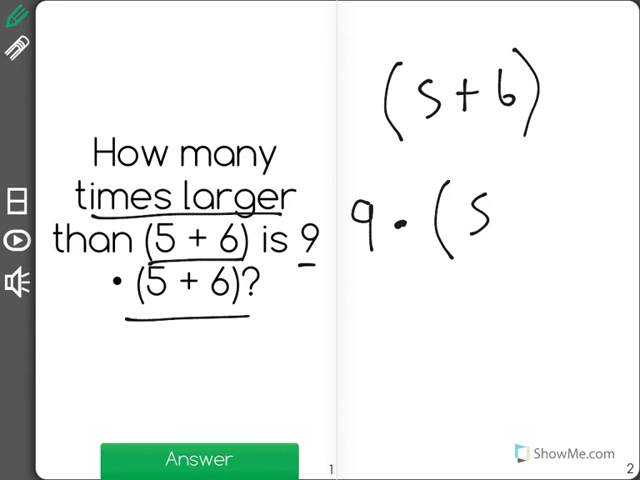 How many
times larger
than (5 + 6) is 9
• (5 + 6)?
Answer
1
(5 + 6)
9 • (5
ShowMe.com
2